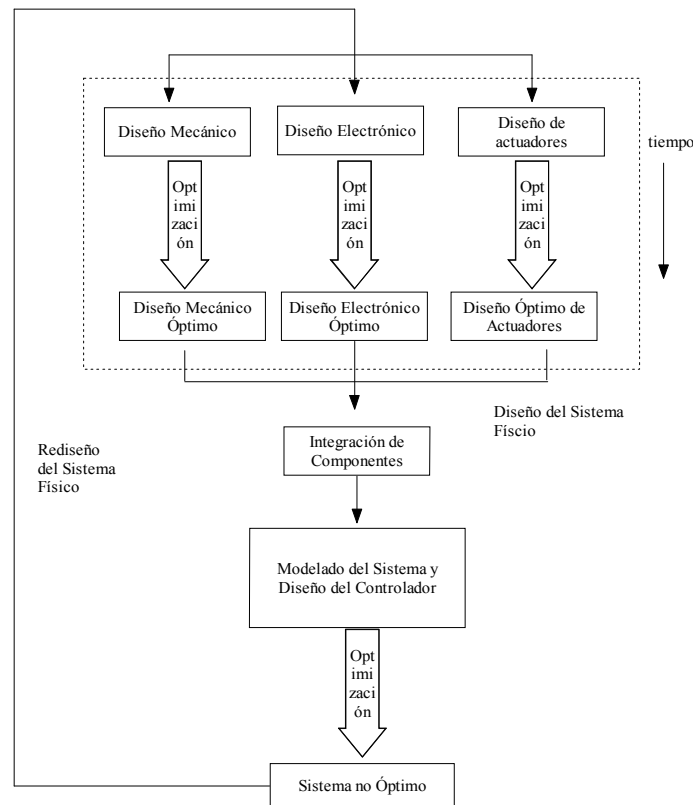 Diseño Mecánico
Diseño Electrónico
Diseño de
actuadores
tiempo
Opt
imi
zaci
ón
Opt
imi
zaci
ón
Opt
imi
zaci
ón
Diseño Mecánico
Óptimo
Diseño Electrónico
Óptimo
Diseño Óptimo de
Actuadores
Diseño del Sistema
Físcio
Rediseño
del Sistema
Físico
Integración de
Componentes
Modelado del Sistema y
Diseño del Controlador
Opt
imi
zaci
ón
Sistema no Óptimo